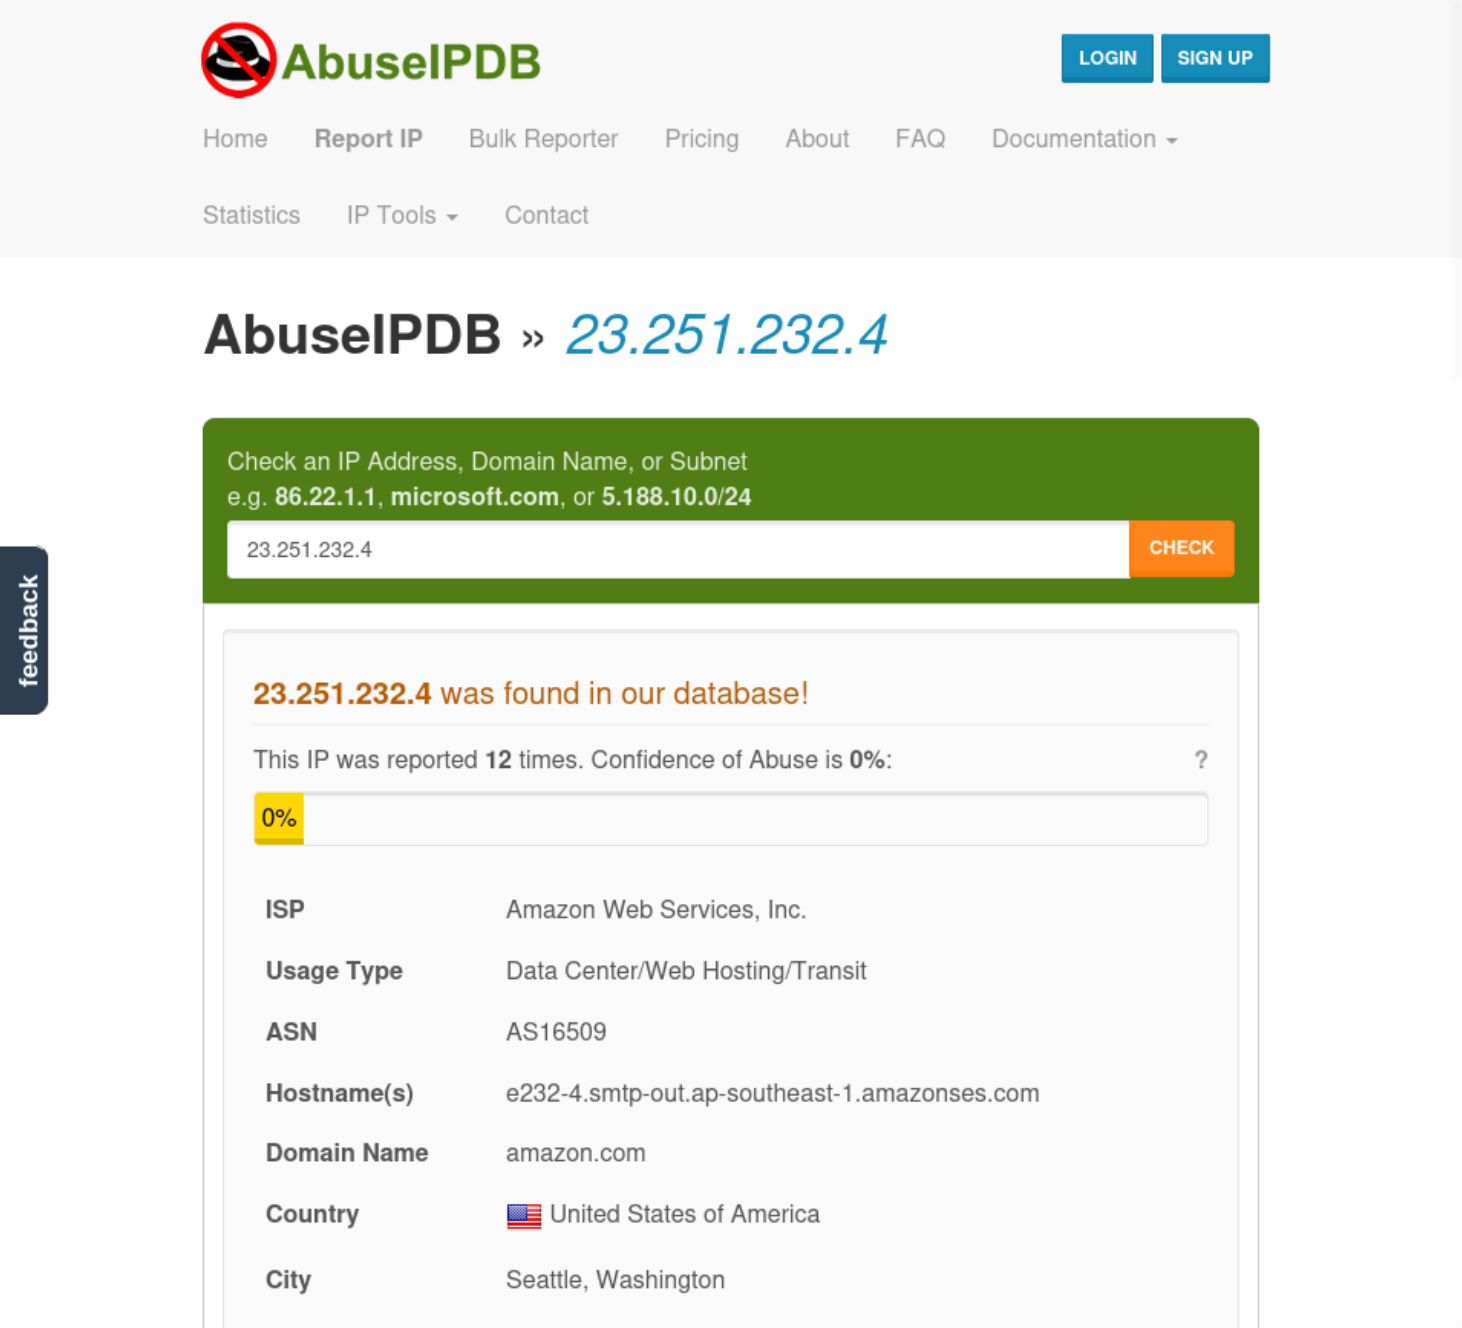 AbuseIPDB
LOGIN
SIGN UP
Home
Report IP
Bulk Reporter
Pricing
About
FAQ
Documentation
Statistics
IP Tools
Contact
AbuseIPDB » 23.251.232.4
Check an IP Address, Domain Name, or Subnet
e.g. 86.22.1.1, microsoft.com, or 5.188.10.0/24
23.251.232.4
CHECK
feedback
23.251.232.4 was found in our database!
This IP was reported 12 times. Confidence of Abuse is 0%: ?
0%
ISP Amazon Web Services, Inc.
Usage Type Data Center/Web Hosting/Transit
ASN AS16509
Hostname(s) e232-4.smtp-out.ap-southeast-1.amazonses.com
Domain Name amazon.com
Country United States of America
City Seattle, Washington